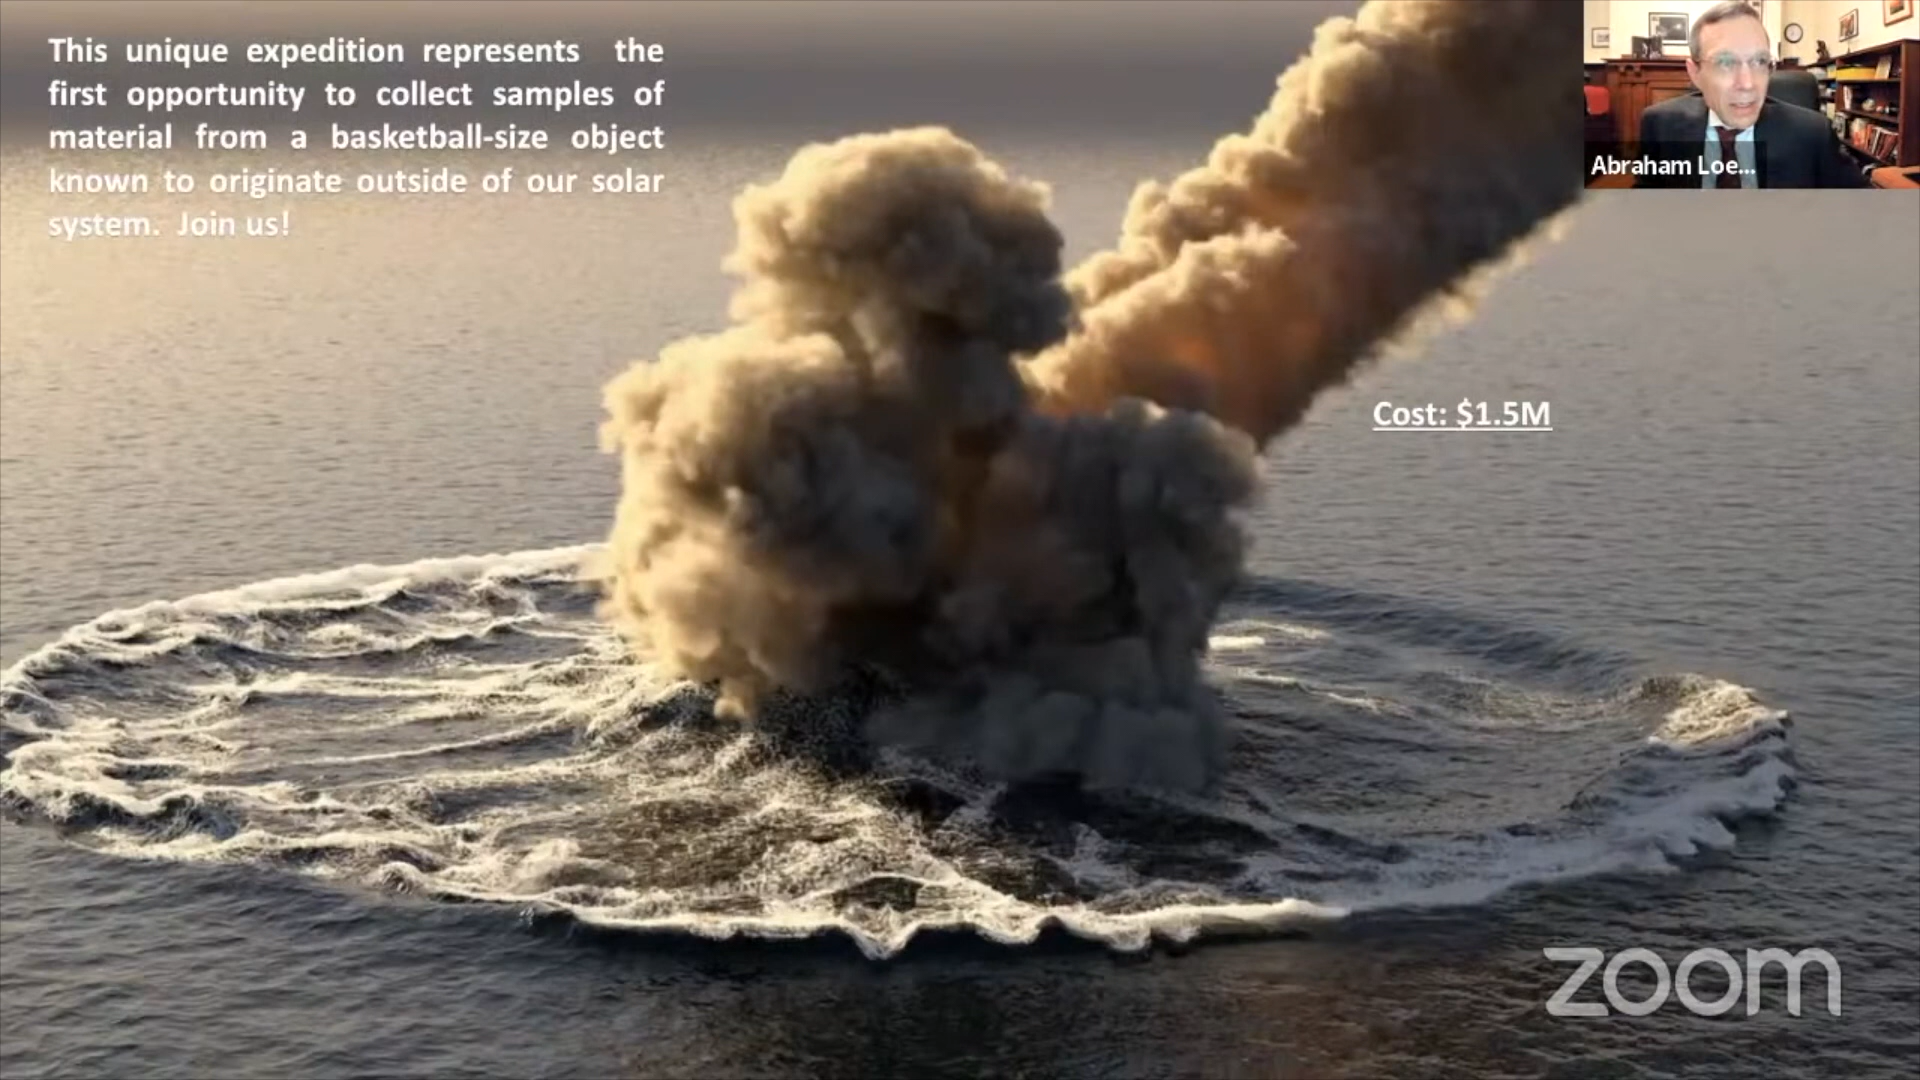 This unique expedition represents the
first opportunity to collect samples of
material from a basketball-size object
known to originate outside of our solar
system. Join us!
Abraham Loe...
Cost: $1.5M
zoom